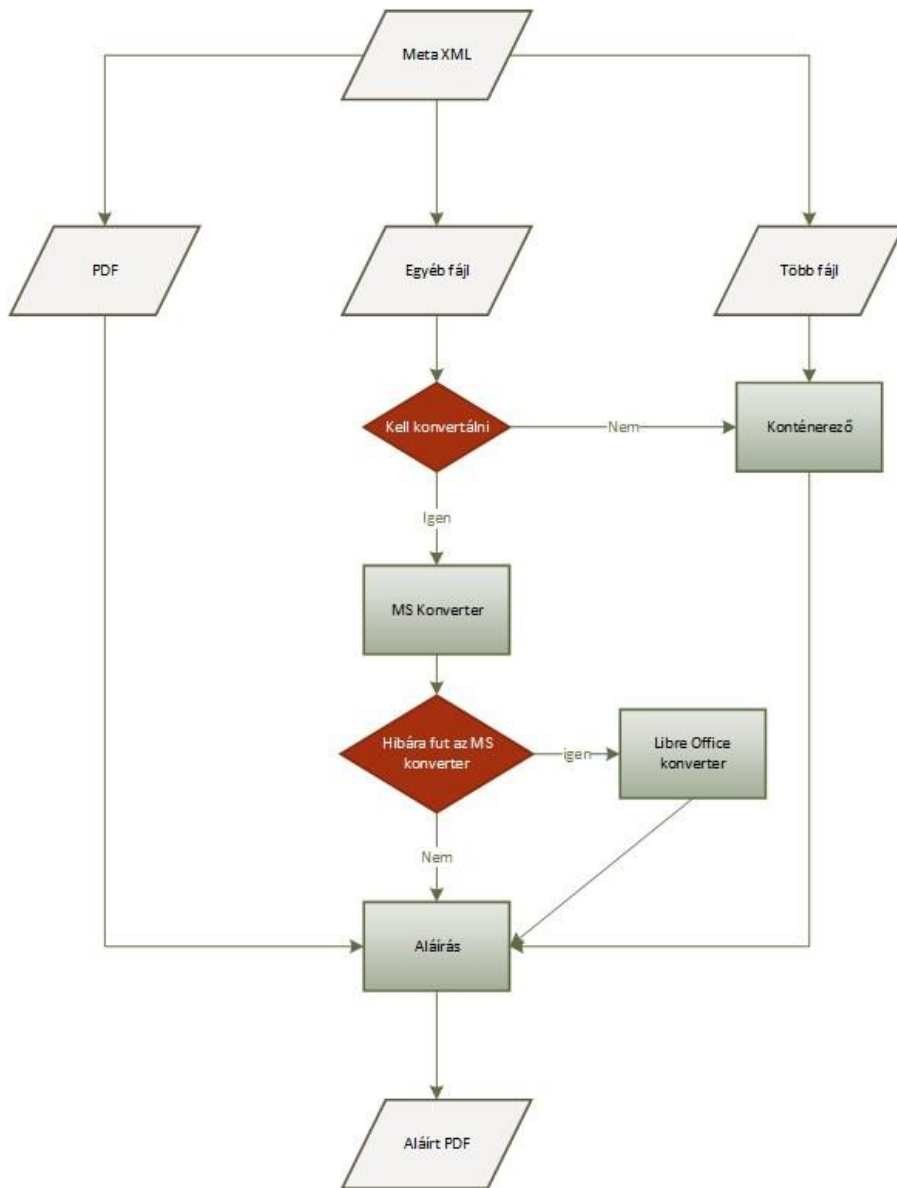 Meta XML
PDF
Egyéb fájl
Több fájl
Kell konvertálni
Nem
Konténerező
Igen
MS Konverter
Hibára fut az MS
konverter
igen
Libre Office
konverter
Nem
Aláírás
Aláírt PDF